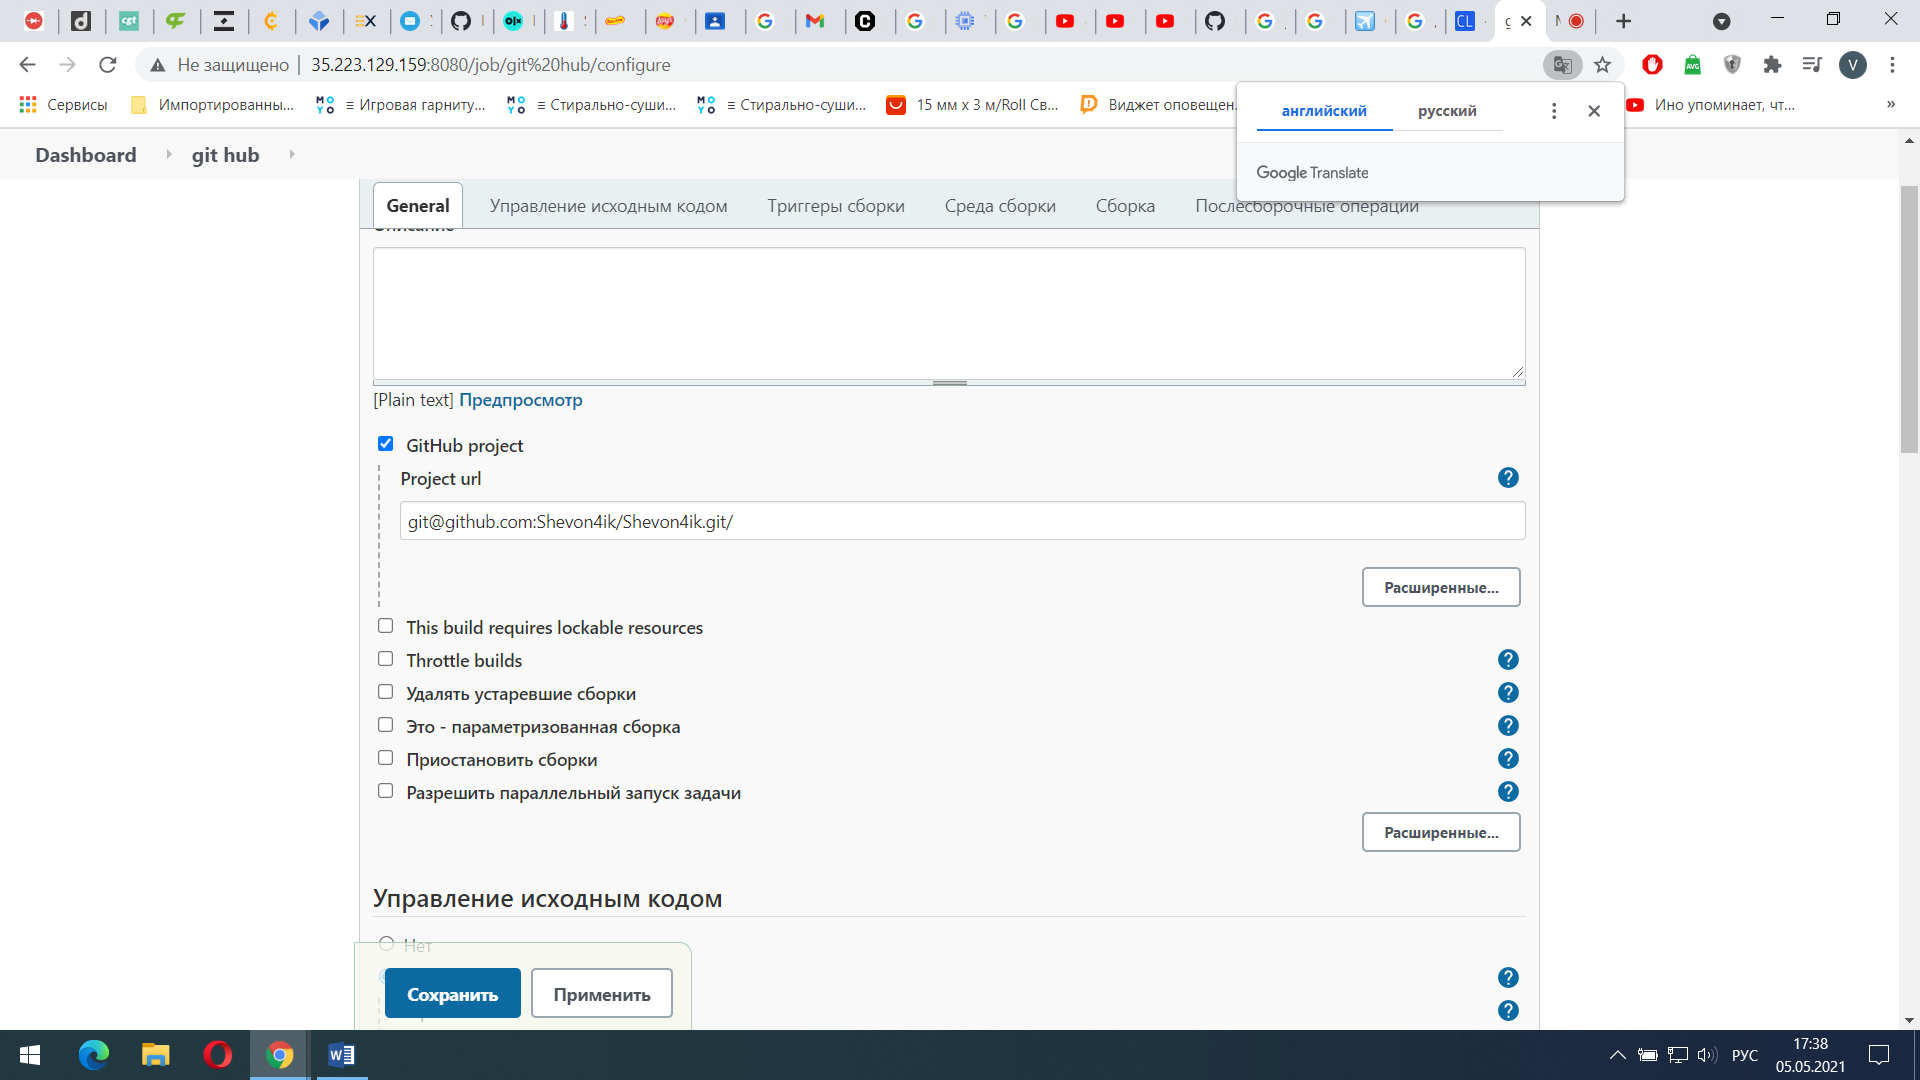 Не защищено
35.223.129.159:8080/job/git%20hub/configure
V
Сервисы
Импортированны...
≡ Игровая гарниту...
≡ Стирально-суши...
≡ Стирально-суши...
15 мм x 3 м/Roll Св...
Виджет оповещен
Ино упоминает, чт...
»
английский
русский
Google Translate
Dashboard
git hub
General
Управление исходным кодом
Триггеры сборки
Среда сборки
Сборка
Послесборочные операции
Описание
[Plain text] Предпросмотр
GitHub project
Project url
git@github.com:Shevon4ik/Shevon4ik.git/
Расширенные...
This build requires lockable resources
Throttle builds
Удалять устаревшие сборки
Это - параметризованная сборка
Приостановить сборки
Разрешить параллельный запуск задачи
Расширенные...
Управление исходным кодом
Нет
Сохранить
Применить
РУС
17:38
05.05.2021